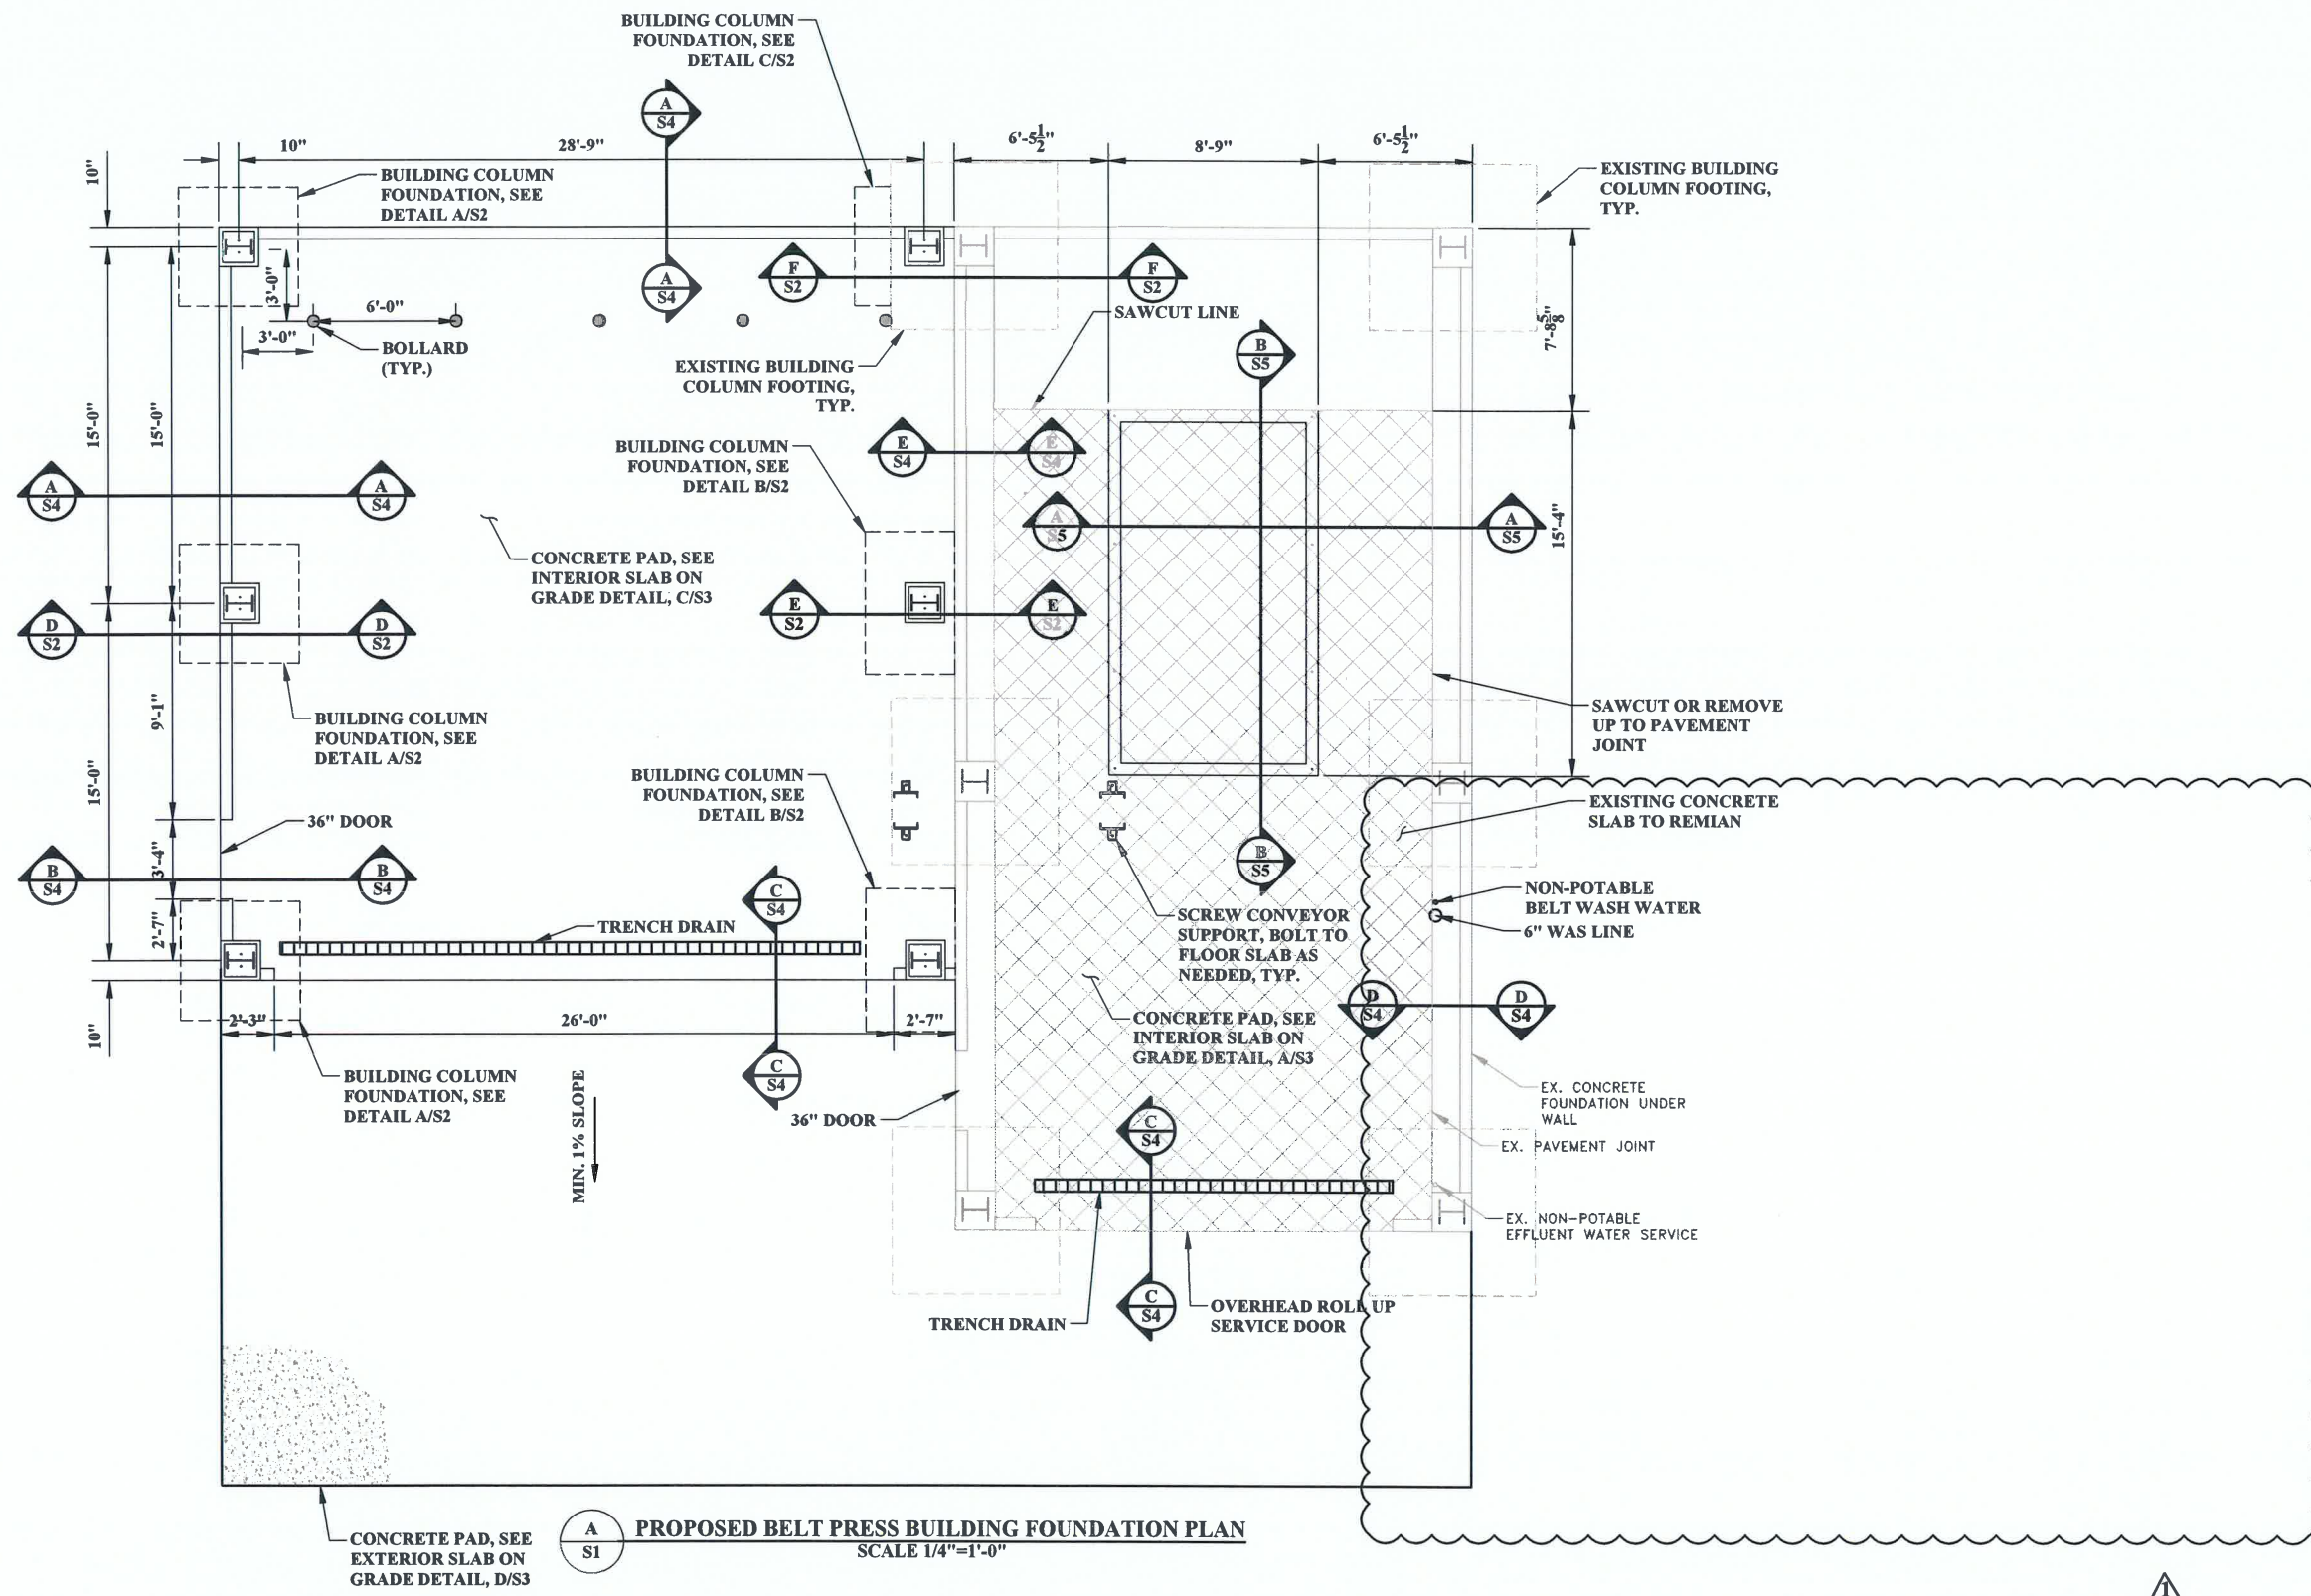 BUILDING COLUMN
FOUNDATION, SEE
DETAIL C/S2
A
S4
10"
28'-9"
6'-5 1/2"
8'-9"
6'-5 1/2"
10"
BUILDING COLUMN
FOUNDATION, SEE
DETAIL A/S2
EXISTING BUILDING
COLUMN FOOTING,
TYP.
A
S4
F
S2
F
S2
3'-0"
6'-0"
3'-0"
BOLLARD
(TYP.)
SAWCUT LINE
7'-8 5/8"
EXISTING BUILDING
COLUMN FOOTING,
TYP.
B
S5
15'-0"
15'-0"
BUILDING COLUMN
FOUNDATION, SEE
DETAIL B/S2
E
S4
E
S4
A
S4
A
S4
A
S5
A
S5
15'-4"
CONCRETE PAD, SEE
INTERIOR SLAB ON
GRADE DETAIL, C/S3
D
S2
D
S2
E
S2
E
S2
BUILDING COLUMN
FOUNDATION, SEE
DETAIL A/S2
9'-1"
15'-0"
SAWCUT OR REMOVE
UP TO PAVEMENT
JOINT
BUILDING COLUMN
FOUNDATION, SEE
DETAIL B/S2
36" DOOR
EXISTING CONCRETE
SLAB TO REMIAN
3'-4"
B
S4
B
S4
B
S5
C
S4
NON-POTABLE
BELT WASH WATER
6" WAS LINE
TRENCH DRAIN
2'-7"
SCREW CONVEYOR
SUPPORT, BOLT TO
FLOOR SLAB AS
NEEDED, TYP.
D
S4
D
S4
10"
2'-3"
26'-0"
2'-7"
CONCRETE PAD, SEE
INTERIOR SLAB ON
GRADE DETAIL, A/S3
BUILDING COLUMN
FOUNDATION, SEE
DETAIL A/S2
C
S4
MIN. 1% SLOPE
36" DOOR
EX. CONCRETE
FOUNDATION UNDER
WALL
C
S4
EX. PAVEMENT JOINT
EX. NON-POTABLE
EFFLUENT WATER SERVICE
C
S4
TRENCH DRAIN
OVERHEAD ROLL UP
SERVICE DOOR
CONCRETE PAD, SEE
EXTERIOR SLAB ON
GRADE DETAIL, D/S3
A
S1
PROPOSED BELT PRESS BUILDING FOUNDATION PLAN
SCALE 1/4"=1'-0"
1